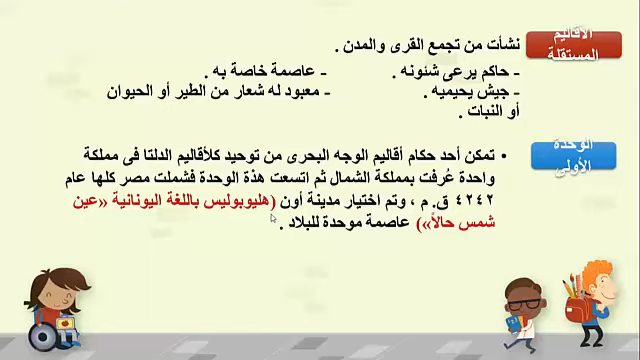 الأقاليم المستقلة
نشأت من تجمع القرى والمدن .
- حاكم يرعى شئونه . - عاصمة خاصة به .
- جيش يحيميه . - معبود له شعار من الطير أو الحيوان
أو النبات .
الوحدة الأولى
• تمكن أحد حكام أقاليم الوجه البحرى من توحيد كلأقاليم الدلتا فى مملكة
واحدة عُرفت بمملكة الشمال ثم اتسعت هذة الوحدة فشملت مصر كلها عام
٤٢٤٢ ق. م ، وتم اختيار مدينة أون (هليوبوليس باللغة اليونانية «عين
شمس حالاً») عاصمة موحدة للبلاد .